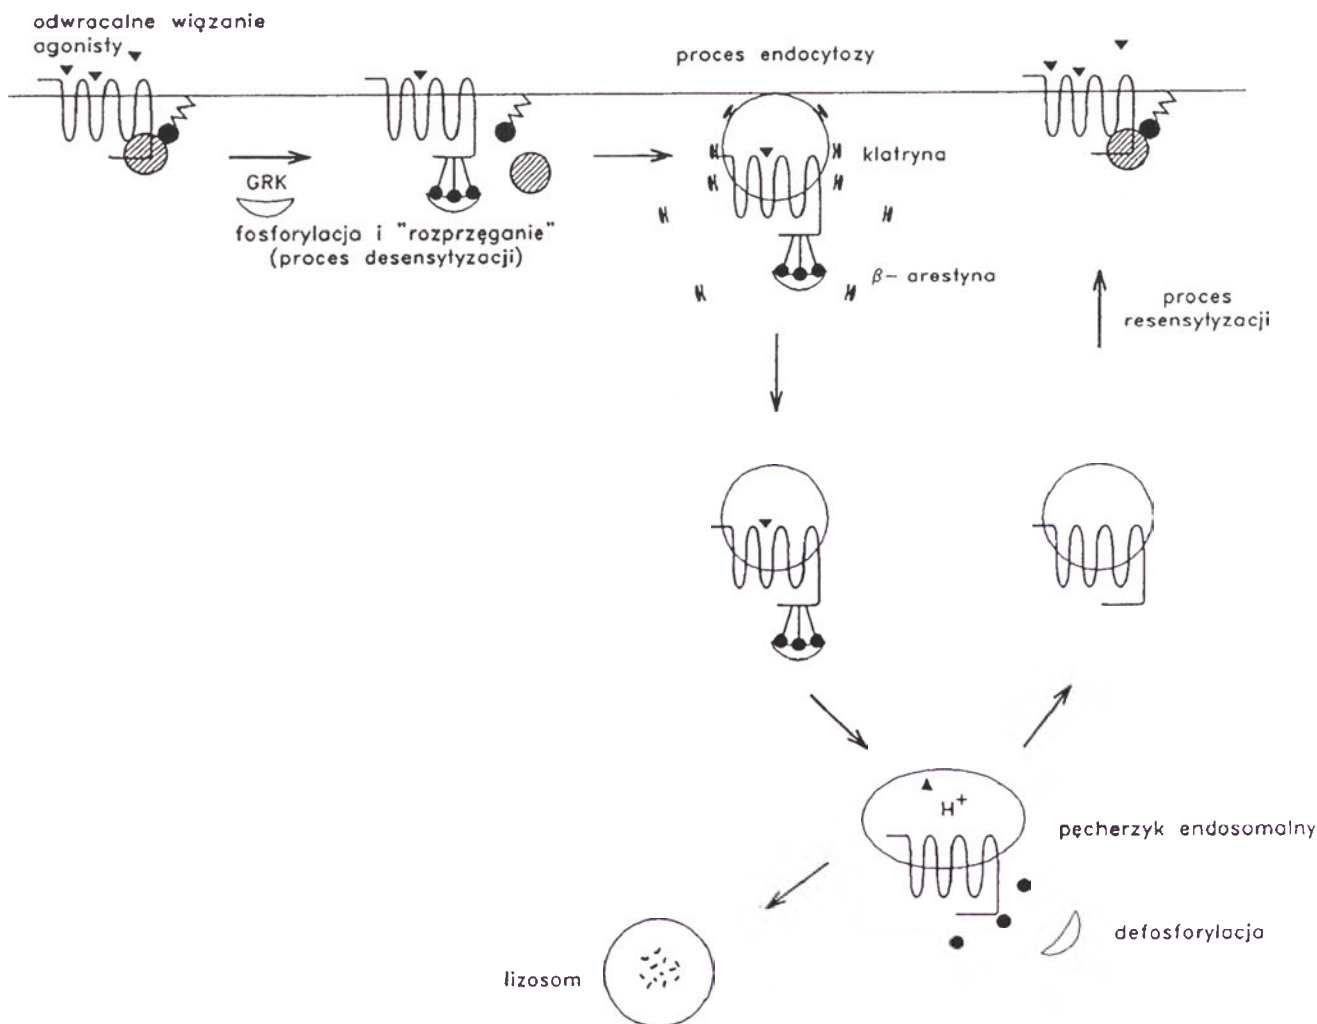 odwracalne wiązanie
agonisty
proces endocytozy
klatryna
GRK
fosforylacja i "rozprzęganie"
(proces desensytyzacji)
β- arestyna
proces
resensytyzacji
H⁺
pęcherzyk endosomalny
defosforylacja
lizosom